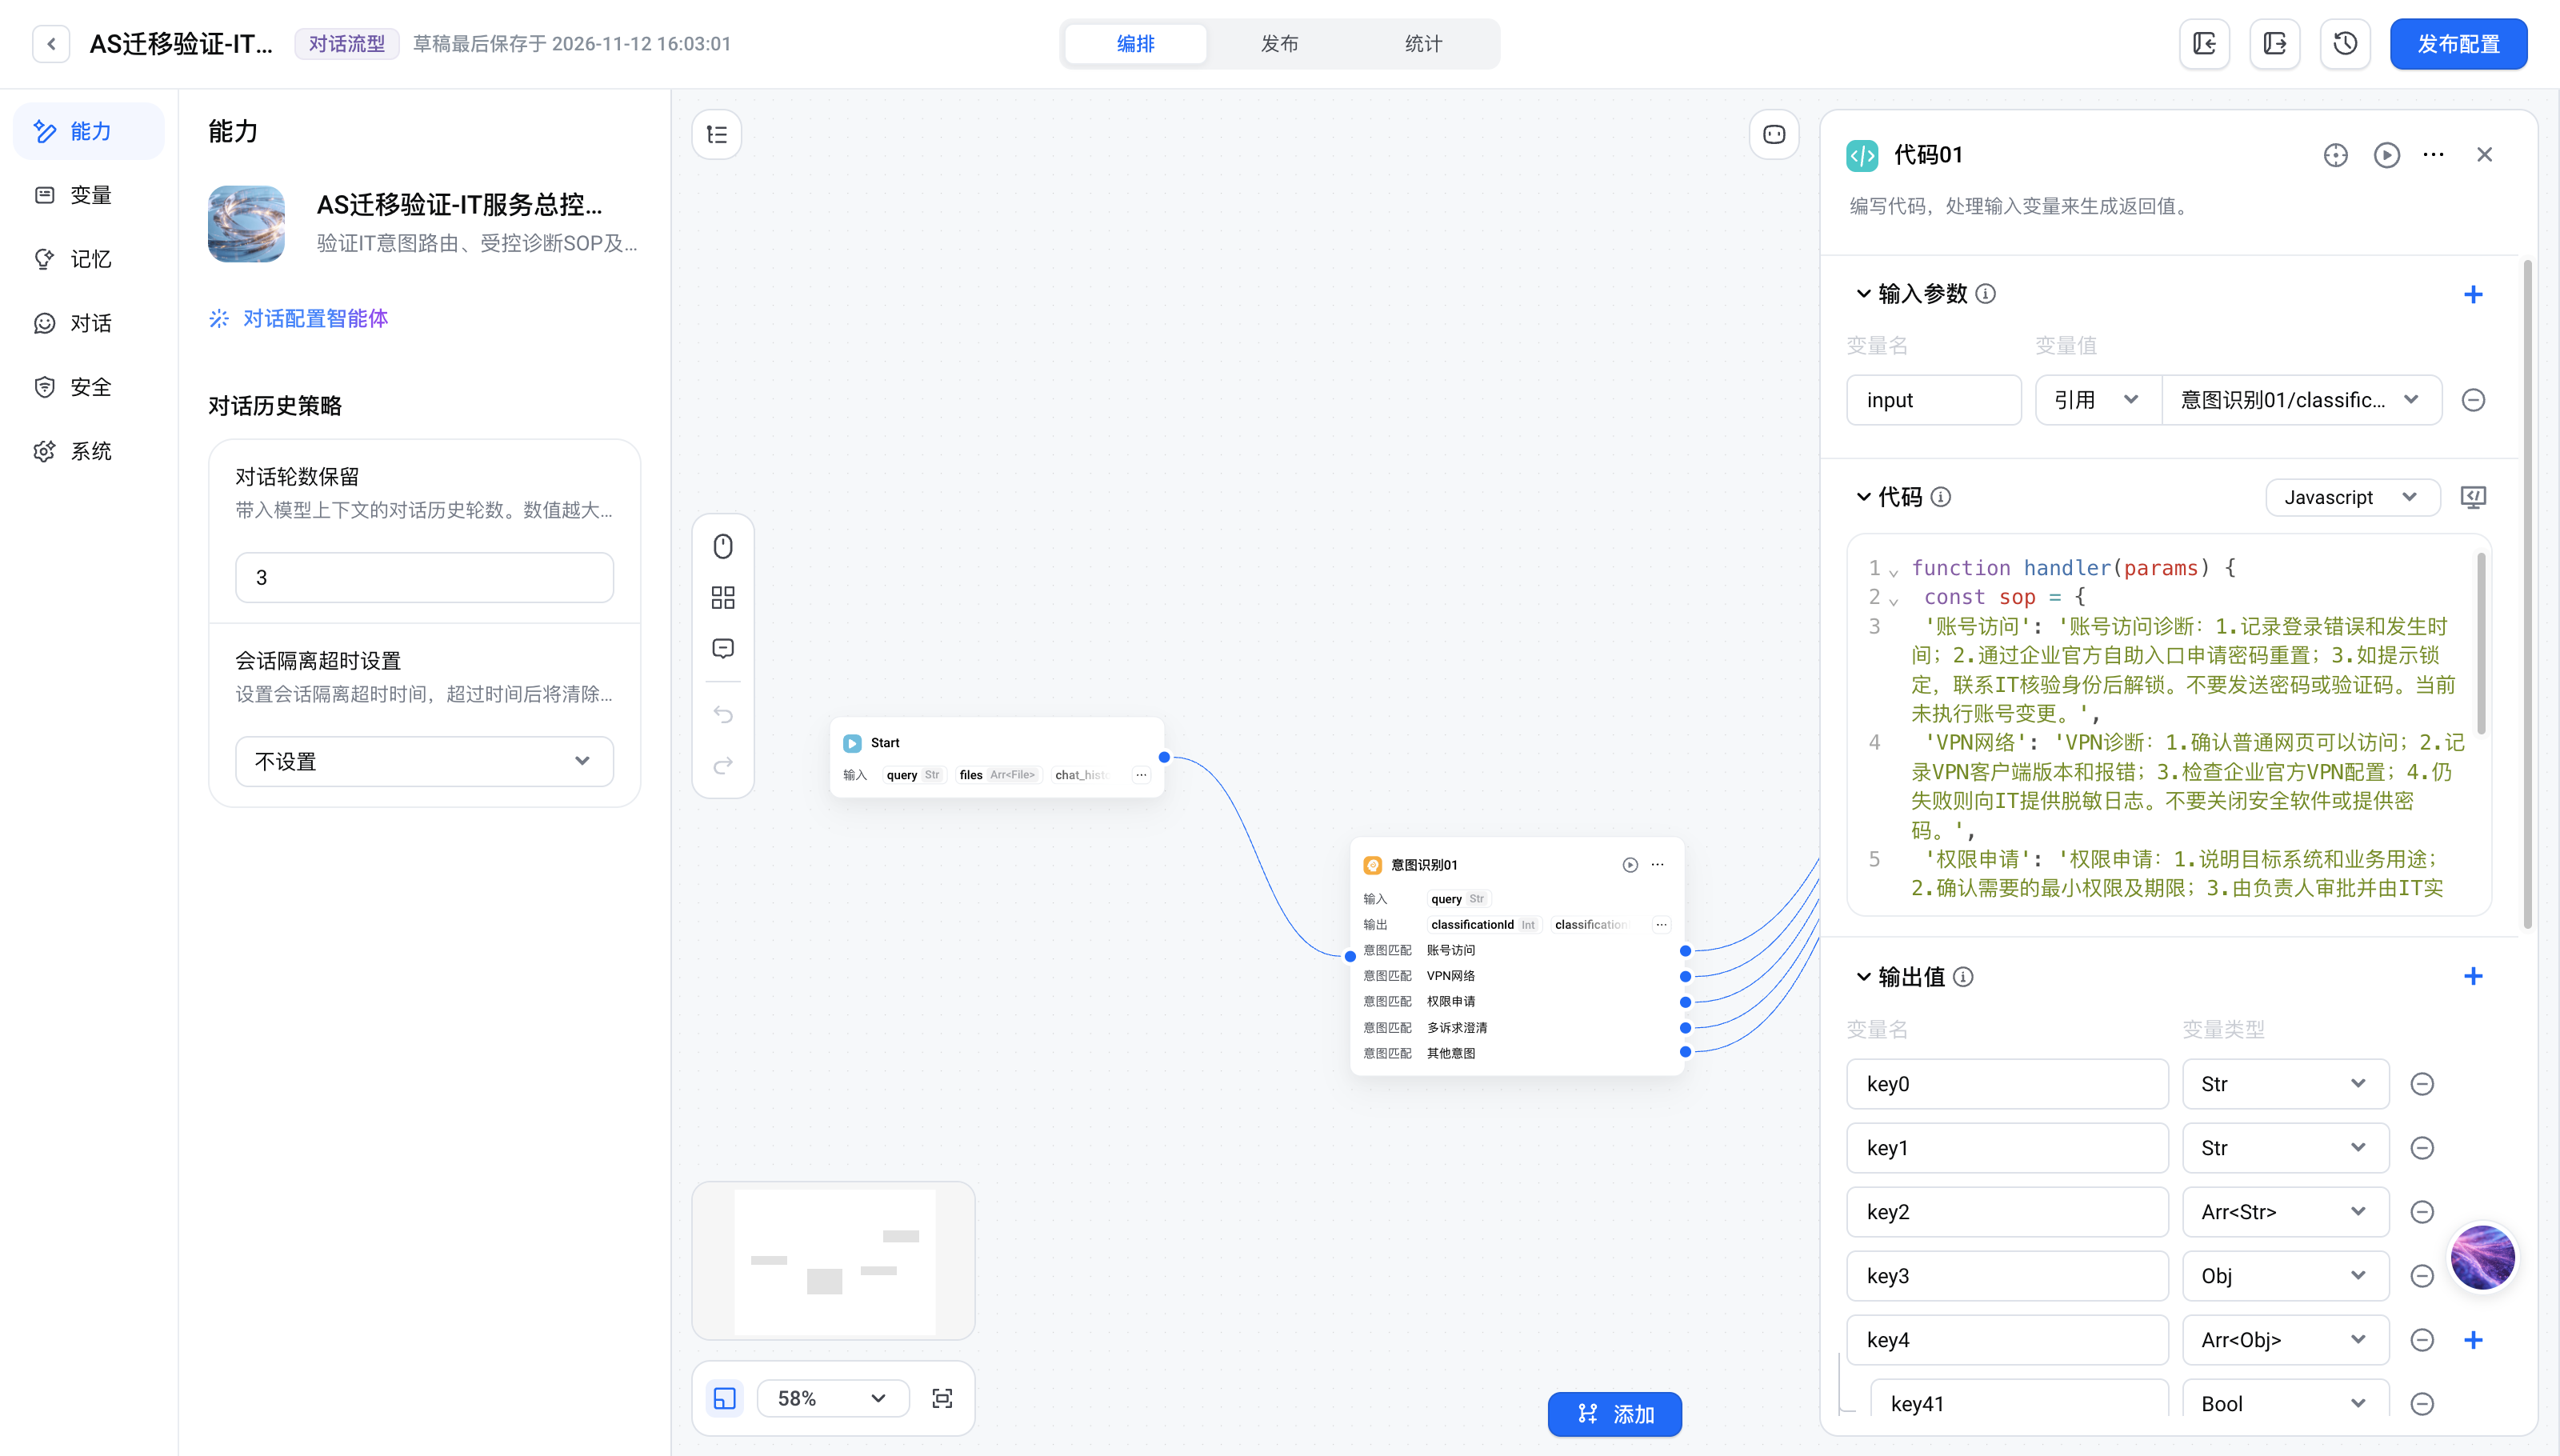 AS迁移验证-IT...
对话流型
草稿最后保存于 2026-11-12 16:03:01
编排
发布
统计
发布配置
能力
变量
记忆
对话
安全
系统
能力
AS迁移验证-IT服务总控...
验证IT意图路由、受控诊断SOP及...
对话配置智能体
对话历史策略
对话轮数保留
带入模型上下文的对话历史轮数。数值越大...
3
会话隔离超时设置
设置会话隔离超时时间，超过时间后将清除...
不设置
Start
输入 query Str files Arr<File> chat_hist
意图识别01
输入 query Str
输出 classificationId Int classification
意图匹配 账号访问
意图匹配 VPN网络
意图匹配 权限申请
意图匹配 多诉求澄清
意图匹配 其他意图
58%
添加
代码01
编写代码，处理输入变量来生成返回值。
输入参数
变量名 变量值
input 引用 意图识别01/classific...
代码
Javascript
1 function handler(params) {
2 const sop = {
3 '账号访问': '账号访问诊断：1.记录登录错误和发生时
间；2.通过企业官方自助入口申请密码重置；3.如提示锁
定，联系IT核验身份后解锁。不要发送密码或验证码。当前
未执行账号变更。',
4 'VPN网络': 'VPN诊断：1.确认普通网页可以访问；2.记
录VPN客户端版本和报错；3.检查企业官方VPN配置；4.仍
失败则向IT提供脱敏日志。不要关闭安全软件或提供密
码。',
5 '权限申请': '权限申请：1.说明目标系统和业务用途；
2.确认需要的最小权限及期限；3.由负责人审批并由IT实
输出值
变量名 变量类型
key0 Str
key1 Str
key2 Arr<Str>
key3 Obj
key4 Arr<Obj>
key41 Bool